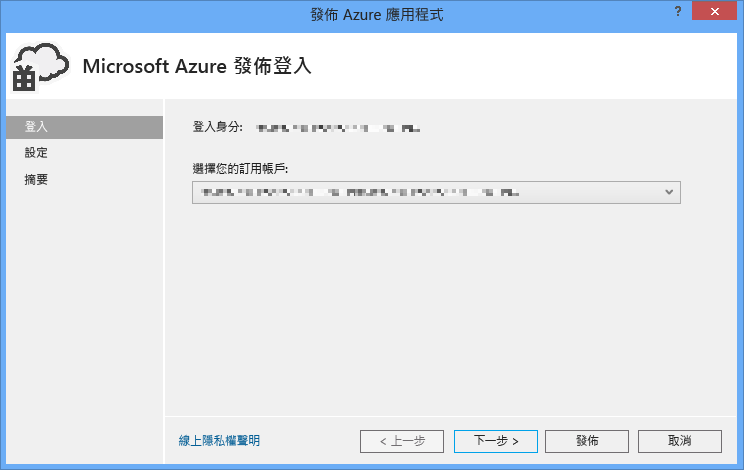 發佈 Azure 應用程式
?
Microsoft Azure 發佈登入
登入
設定
摘要
登入身分:
選擇您的訂用帳戶:
線上隱私權聲明
< 上一步
下一步 >
發佈
取消